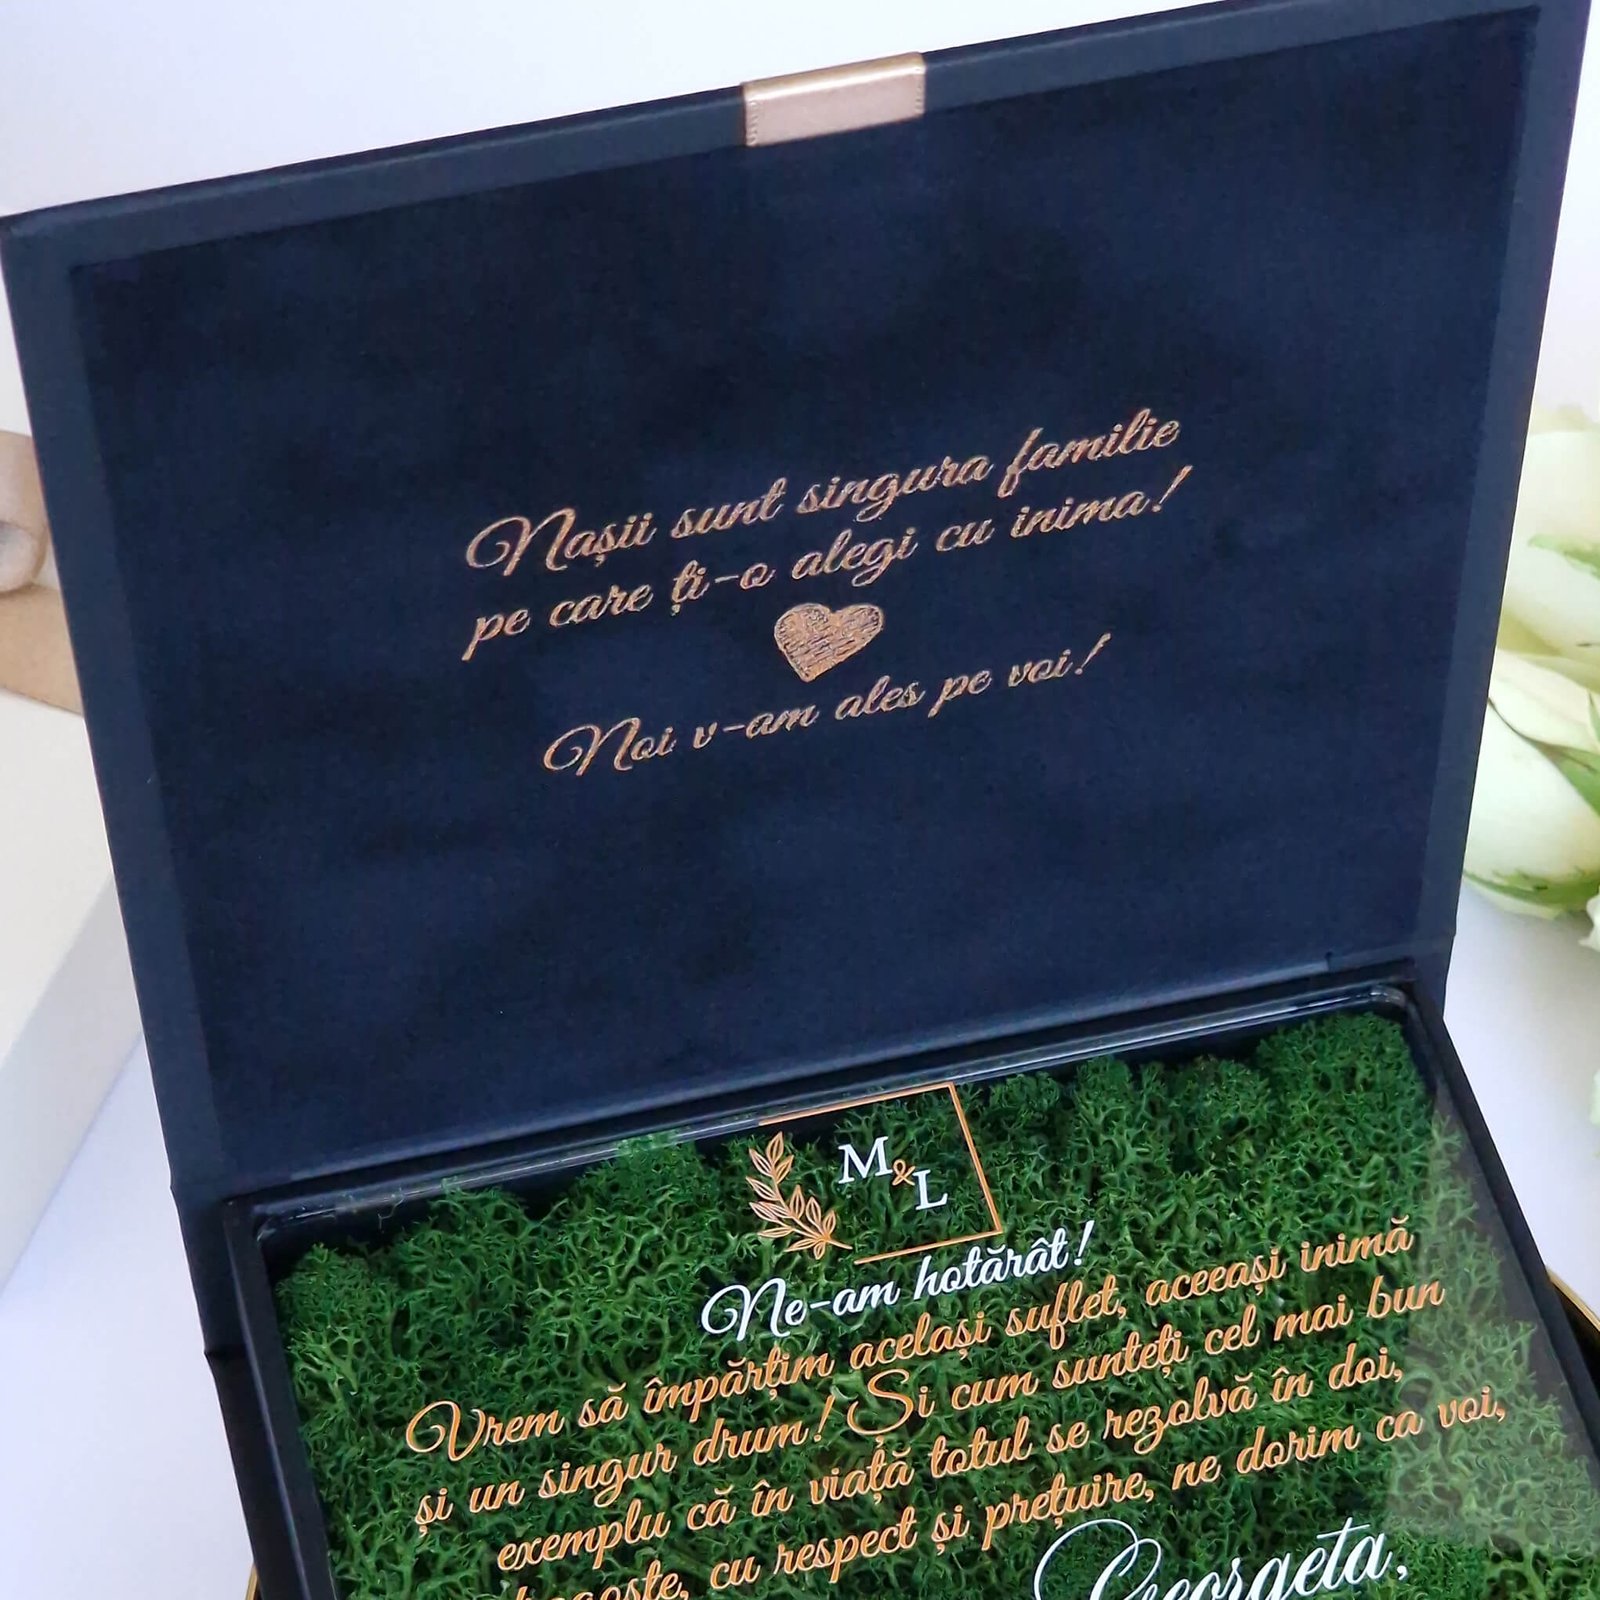 Nașii sunt singura familie
pe care ți-o alegi cu inima!
Noi v-am ales pe voi!
M & L
Ne-am hotărât!
Vrem să împărțim același suflet, aceeași inimă
și un singur drum! Și cum sunteți cel mai bun
exemplu că în viață totul se rezolvă în doi,
cu respect și prețuire, ne dorim ca voi,
Georgeta,